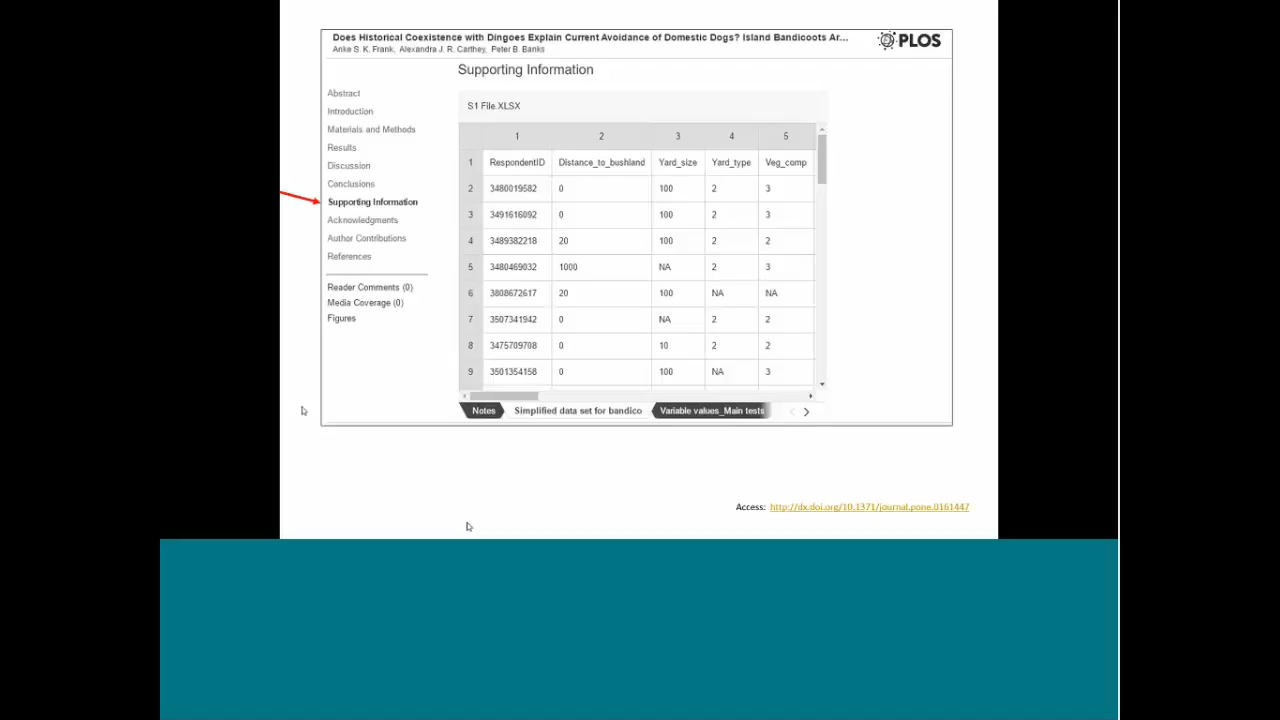 Does Historical Coexistence with Dingoes Explain Current Avoidance of Domestic Dogs? Island Bandicoots Ar...
Anke S. K. Frank, Alexandra J. R. Carthey, Peter B. Banks
PLOS
Supporting Information
Abstract
Introduction
Materials and Methods
Results
Discussion
Conclusions
Supporting Information
Acknowledgments
Author Contributions
References
Reader Comments (0)
Media Coverage (0)
Figures
S1 File.XLSX
1 2 3 4 5
1 RespondentID Distance_to_bushland Yard_size Yard_type Veg_comp
2 3480019582 0 100 2 3
3 3491616092 0 100 2 3
4 3489382218 20 100 2 2
5 3480469032 1000 NA 2 3
6 3808672617 20 100 NA NA
7 3507341942 0 NA 2 2
8 3475709708 0 10 2 2
9 3501354158 0 100 NA 3
Notes Simplified data set for bandico Variable values_Main tests
Access: http://dx.doi.org/10.1371/journal.pone.0161447